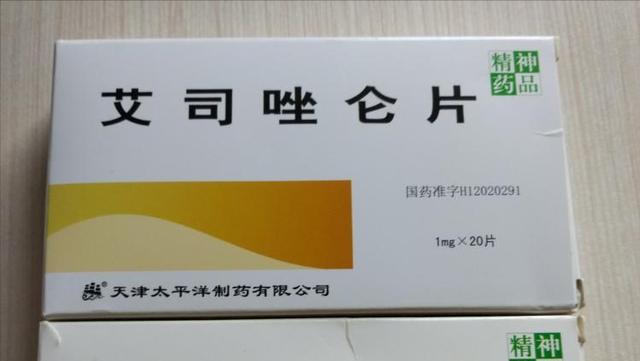 精神
药品
艾司唑仑片
国药准字H12020291
1mg×20片
天津太平洋制药有限公司
精神